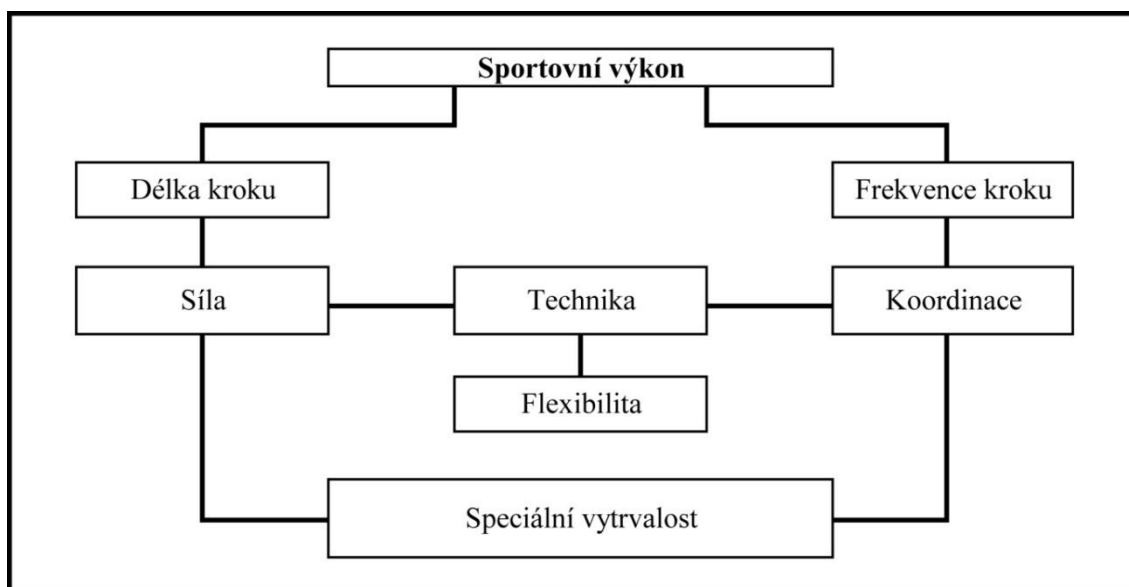 Sportovní výkon
Délka kroku
Frekvence kroku
Síla
Technika
Koordinace
Flexibilita
Speciální vytrvalost